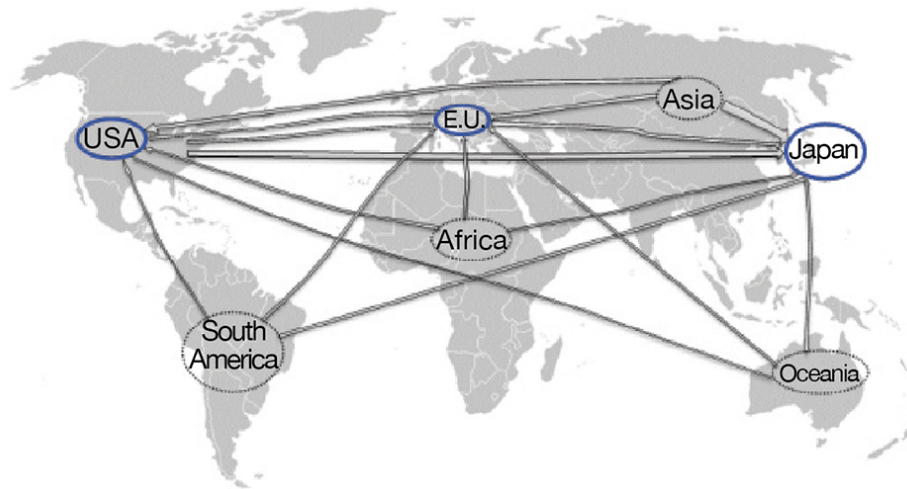 Asia
USA
E.U.
Japan
Africa
South
America
Oceania